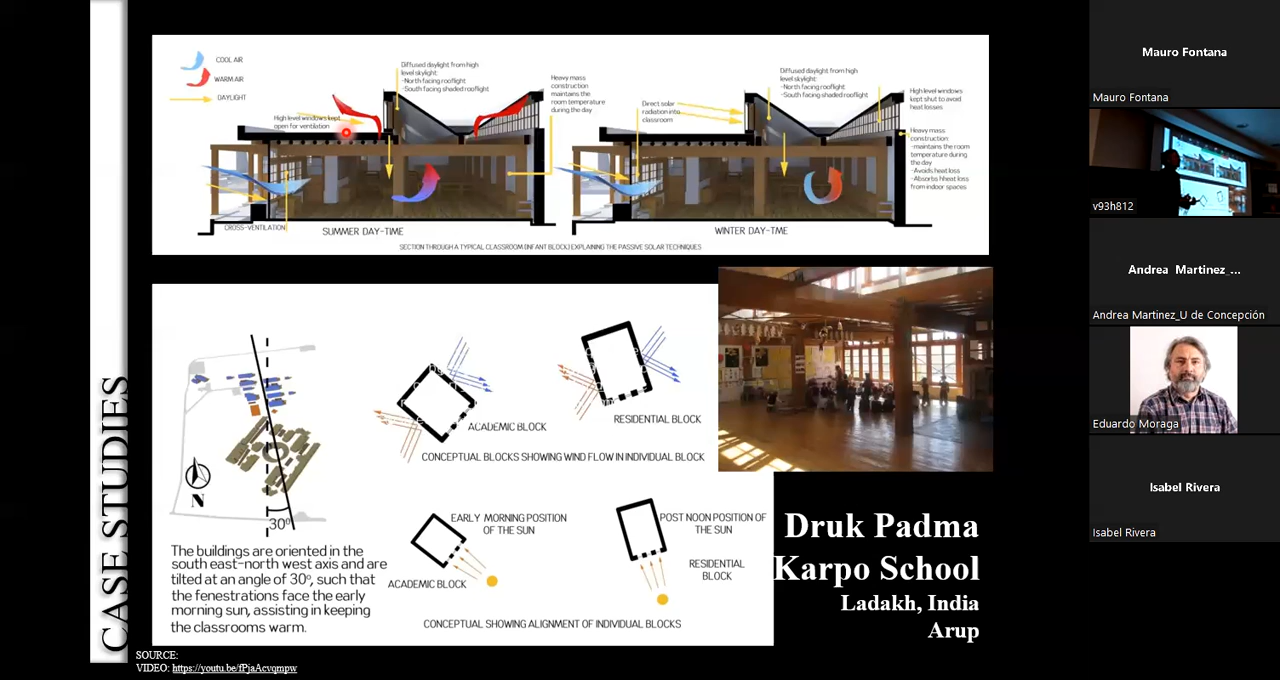 CASE STUDIES
COOL AIR
WARM AIR
DAYLIGHT
Diffused daylight from high
level skylight:
-North facing rooflight
-South facing shaded rooflight
Heavy mass
construction
maintains the
room temperature
during the day
High level windows kept
open for ventilation
CROSS-VENTILATION
SUMMER DAY-TIME
Direct solar
radiation into
classroom
Diffused daylight from high
level skylight:
-North facing rooflight
-South facing shaded rooflight
High level windows
kept shut to avoid
heat losses
Heavy mass
construction:
-maintains the room
temperature during
the day
-Avoids heat loss
-Absorbs hheat loss
from indoor spaces
WINTER DAY-TME
SECTION THROUGH A TYPICAL CLASSROOM (INFANT BLOCK) EXPLAINING THE PASSIVE SOLAR TECHNIQUES
N
30°
The buildings are oriented in the
south east-north west axis and are
tilted at an angle of 30°, such that
the fenestrations face the early
morning sun, assisting in keeping
the classrooms warm.
ACADEMIC BLOCK
RESIDENTIAL BLOCK
CONCEPTUAL BLOCKS SHOWING WIND FLOW IN INDIVIDUAL BLOCK
EARLY MORNING POSITION
OF THE SUN
ACADEMIC BLOCK
POST NOON POSITION OF
THE SUN
RESIDENTIAL
BLOCK
CONCEPTUAL SHOWING ALIGNMENT OF INDIVIDUAL BLOCKS
Druk Padma
Karpo School
Ladakh, India
Arup
SOURCE:
VIDEO: https://youtu.be/fPjaAcvqmpw
Mauro Fontana
Mauro Fontana
v93h812
Andrea Martinez_...
Andrea Martinez_U de Concepción
Eduardo Moraga
Isabel Rivera
Isabel Rivera